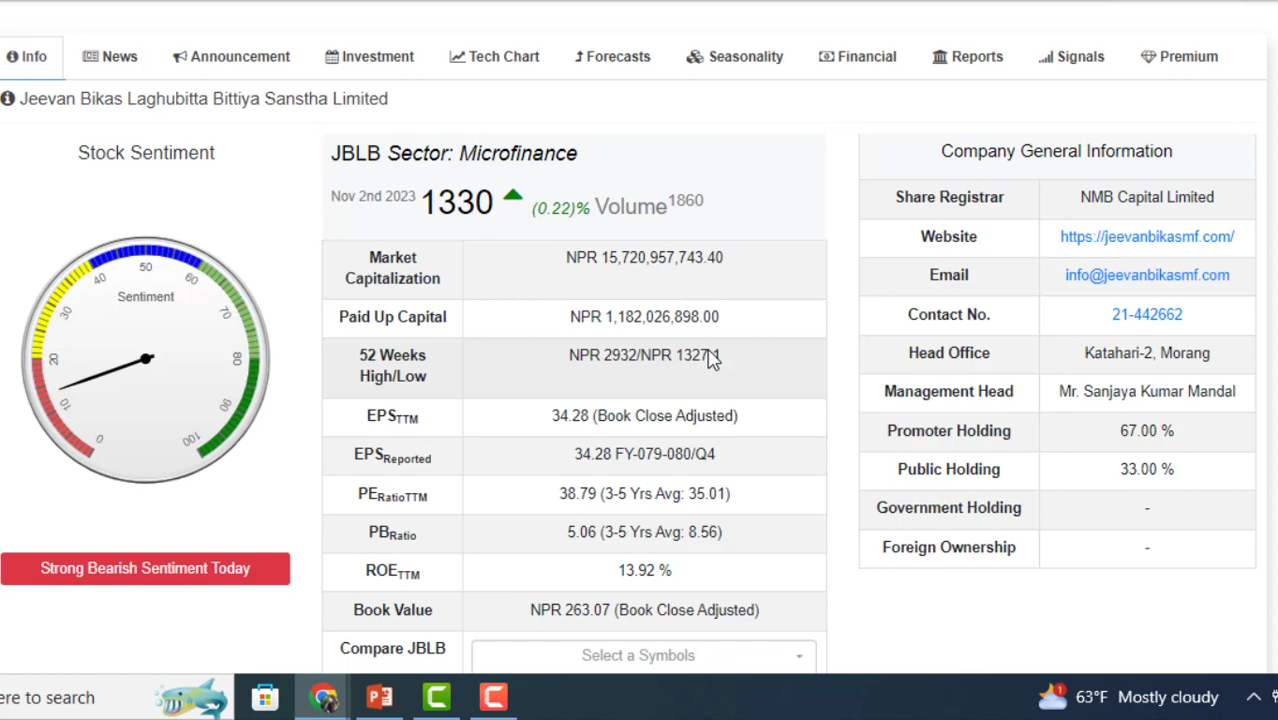 Info News Announcement Investment Tech Chart Forecasts Seasonality Financial Reports Signals Premium
Jeevan Bikas Laghubitta Bittiya Sanstha Limited
Stock Sentiment
0
10
20
30
40
50
60
70
80
90
100
Sentiment
Strong Bearish Sentiment Today
JBLB Sector: Microfinance
Nov 2nd 2023 1330 (0.22)% Volume 1860
Market Capitalization NPR 15,720,957,743.40
Paid Up Capital NPR 1,182,026,898.00
52 Weeks High/Low NPR 2932/NPR 1327.1
EPSTTM 34.28 (Book Close Adjusted)
EPSReported 34.28 FY-079-080/Q4
PERatioTTM 38.79 (3-5 Yrs Avg: 35.01)
PBRatio 5.06 (3-5 Yrs Avg: 8.56)
ROETTM 13.92 %
Book Value NPR 263.07 (Book Close Adjusted)
Compare JBLB Select a Symbols
Company General Information
Share Registrar NMB Capital Limited
Website https://jeevanbikasmf.com/
Email info@jeevanbikasmf.com
Contact No. 21-442662
Head Office Katahari-2, Morang
Management Head Mr. Sanjaya Kumar Mandal
Promoter Holding 67.00 %
Public Holding 33.00 %
Government Holding -
Foreign Ownership -
ere to search
1 63°F Mostly cloudy